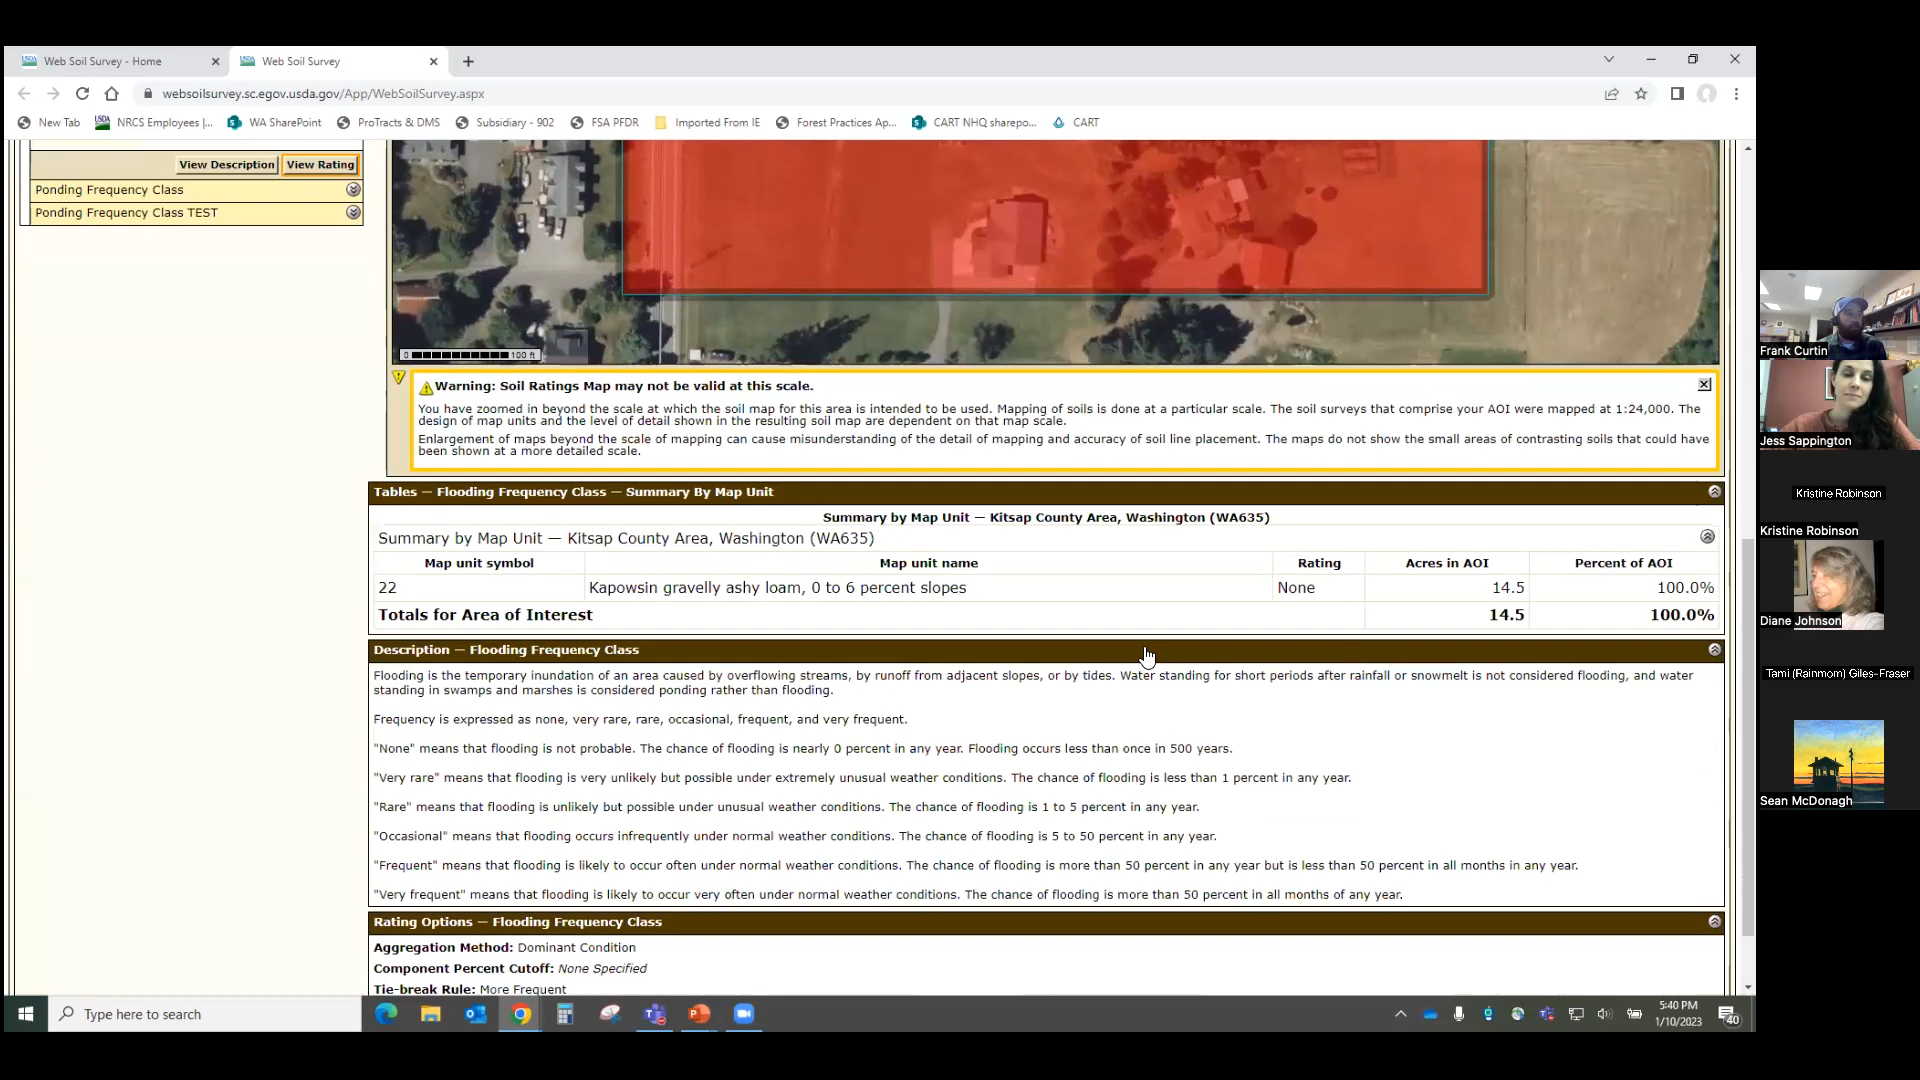 Web Soil Survey - Home
Web Soil Survey
websoilsurvey.sc.egov.usda.gov/App/WebSoilSurvey.aspx
New Tab
NRCS Employees |...
WA SharePoint
ProTracts & DMS
Subsidiary - 902
FSA PFDR
Imported From IE
Forest Practices Ap...
CART NHQ sharepo...
CART
View Description
View Rating
Ponding Frequency Class
Ponding Frequency Class TEST
0 100 ft
Warning: Soil Ratings Map may not be valid at this scale.
You have zoomed in beyond the scale at which the soil map for this area is intended to be used. Mapping of soils is done at a particular scale. The soil surveys that comprise your AOI were mapped at 1:24,000. The
design of map units and the level of detail shown in the resulting soil map are dependent on that map scale.
Enlargement of maps beyond the scale of mapping can cause misunderstanding of the detail of mapping and accuracy of soil line placement. The maps do not show the small areas of contrasting soils that could have
been shown at a more detailed scale.
Tables — Flooding Frequency Class — Summary By Map Unit
Summary by Map Unit — Kitsap County Area, Washington (WA635)
Summary by Map Unit — Kitsap County Area, Washington (WA635)
Map unit symbol Map unit name Rating Acres in AOI Percent of AOI
22 Kapowsin gravelly ashy loam, 0 to 6 percent slopes None 14.5 100.0%
Totals for Area of Interest 14.5 100.0%
Description — Flooding Frequency Class
Flooding is the temporary inundation of an area caused by overflowing streams, by runoff from adjacent slopes, or by tides. Water standing for short periods after rainfall or snowmelt is not considered flooding, and water
standing in swamps and marshes is considered ponding rather than flooding.
Frequency is expressed as none, very rare, rare, occasional, frequent, and very frequent.
"None" means that flooding is not probable. The chance of flooding is nearly 0 percent in any year. Flooding occurs less than once in 500 years.
"Very rare" means that flooding is very unlikely but possible under extremely unusual weather conditions. The chance of flooding is less than 1 percent in any year.
"Rare" means that flooding is unlikely but possible under unusual weather conditions. The chance of flooding is 1 to 5 percent in any year.
"Occasional" means that flooding occurs infrequently under normal weather conditions. The chance of flooding is 5 to 50 percent in any year.
"Frequent" means that flooding is likely to occur often under normal weather conditions. The chance of flooding is more than 50 percent in any year but is less than 50 percent in all months in any year.
"Very frequent" means that flooding is likely to occur very often under normal weather conditions. The chance of flooding is more than 50 percent in all months of any year.
Rating Options — Flooding Frequency Class
Aggregation Method: Dominant Condition
Component Percent Cutoff: None Specified
Tie-break Rule: More Frequent
Type here to search
5:40 PM
1/10/2023
40
Frank Curtin
Jess Sappington
Kristine Robinson
Kristine Robinson
Diane Johnson
Tami (Rainmom) Giles-Fraser
Sean McDonagh